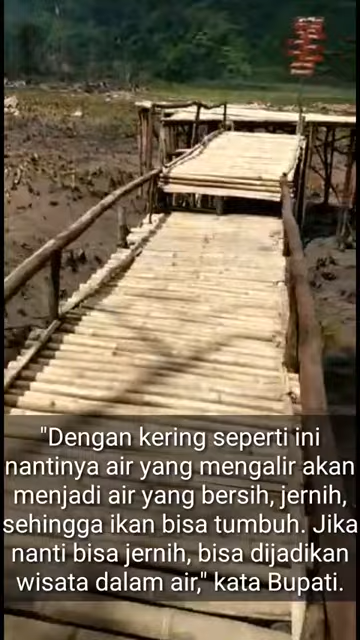 "Dengan kering seperti ini
nantinya air yang mengalir akan
menjadi air yang bersih, jernih,
sehingga ikan bisa tumbuh. Jika
nanti bisa jernih, bisa dijadikan
wisata dalam air," kata Bupati.